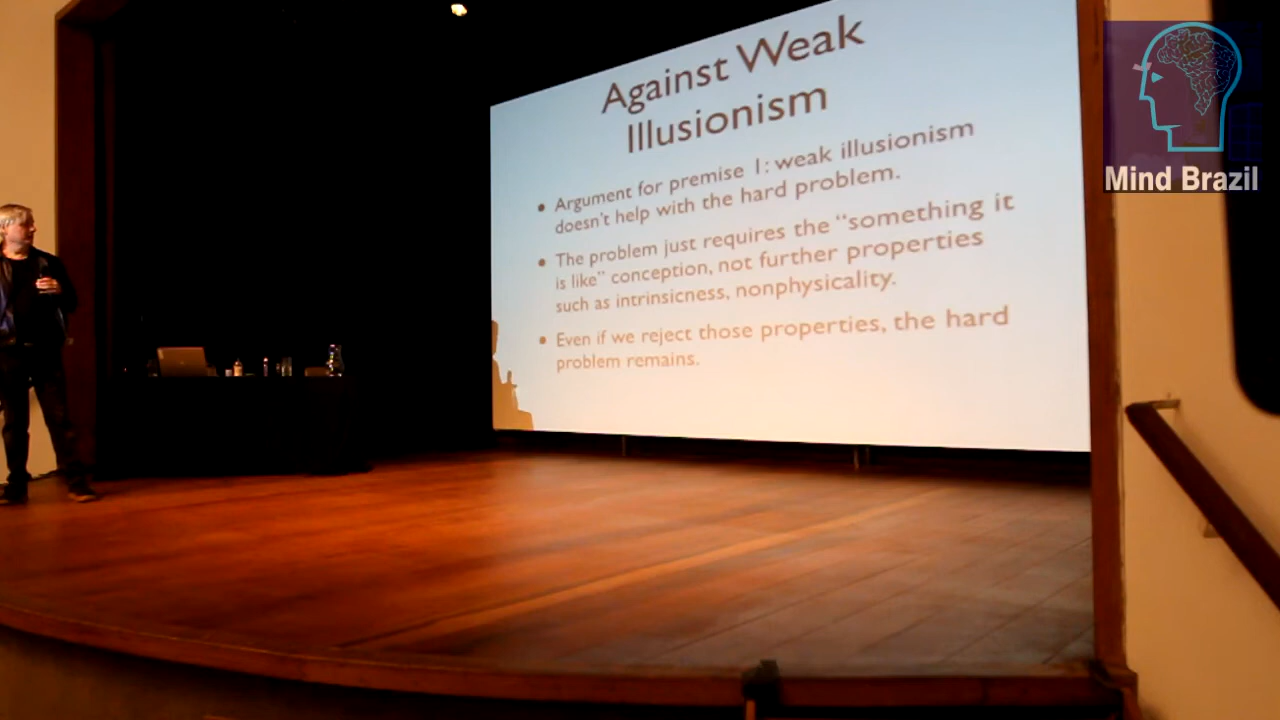 Against Weak
Illusionism
• Argument for premise 1: weak illusionism
doesn't help with the hard problem.
• The problem just requires the “something it
is like” conception, not further properties
such as intrinsicness, nonphysicality.
• Even if we reject those properties, the hard
problem remains.
Mind Brazil